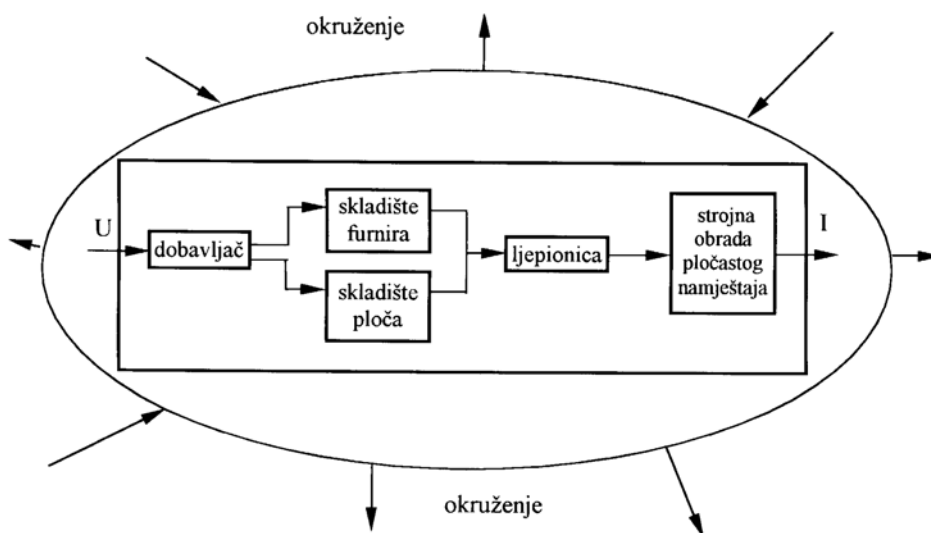 okruženje
U
dobavljač
skladište
furnira
skladište
ploča
ljepionica
strojna
obrada
pločastog
namještaja
I
okruženje